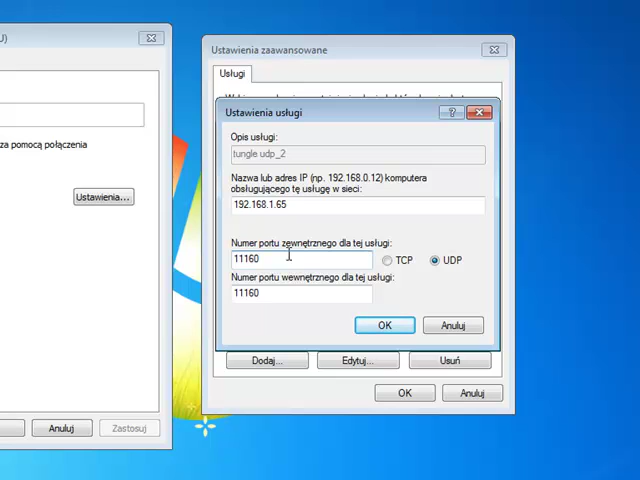 U)
Ustawienia zaawansowane
Usługi
Ustawienia usługi
Opis usługi:
tungle udp_2
za pomocą połączenia
Nazwa lub adres IP (np. 192.168.0.12) komputera
obsługującego tę usługę w sieci:
Ustawienia...
192.168.1.65
Numer portu zewnętrznego dla tej usługi:
11160
TCP
UDP
Numer portu wewnętrznego dla tej usługi:
11160
OK
Anuluj
Dodaj...
Edytuj...
Usuń
OK
Anuluj
Anuluj
Zastosuj